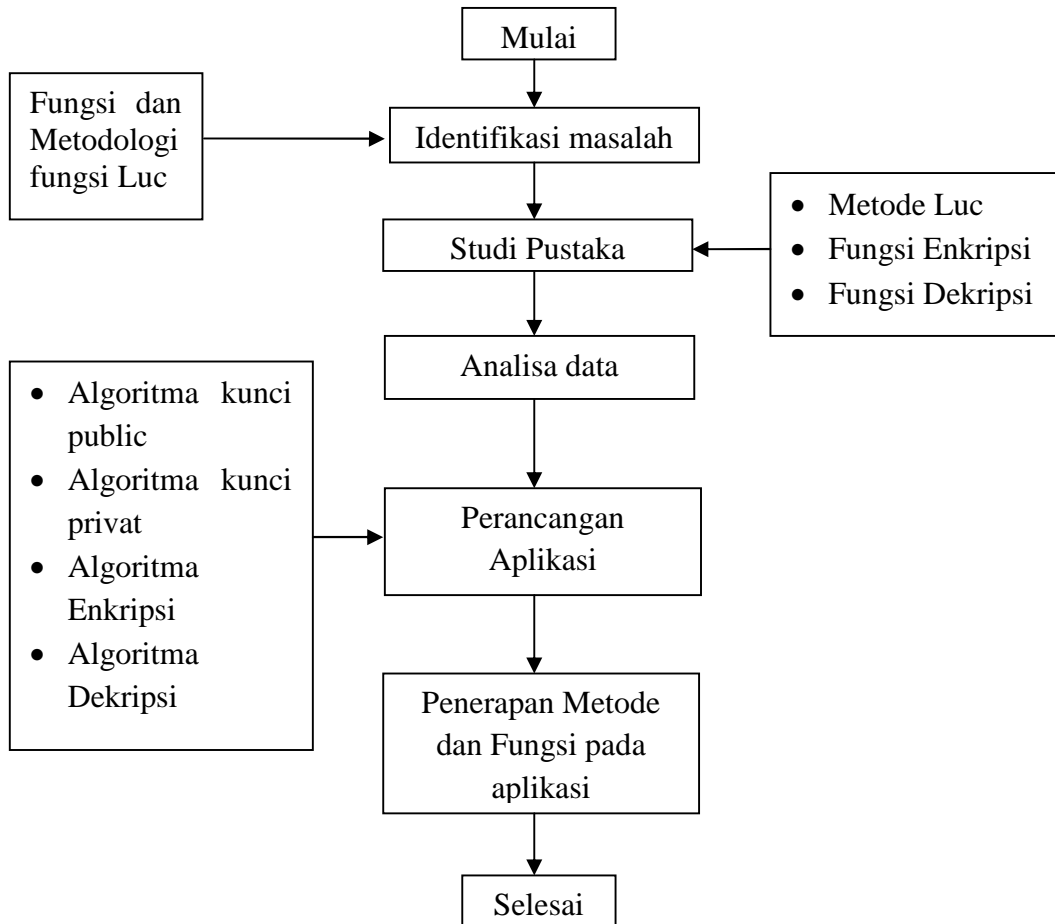 Mulai
Fungsi dan
Metodologi
fungsi Luc
Identifikasi masalah
• Metode Luc
• Fungsi Enkripsi
• Fungsi Dekripsi
Studi Pustaka
Analisa data
• Algoritma kunci
public
• Algoritma kunci
privat
• Algoritma
Enkripsi
• Algoritma
Dekripsi
Perancangan
Aplikasi
Penerapan Metode
dan Fungsi pada
aplikasi
Selesai